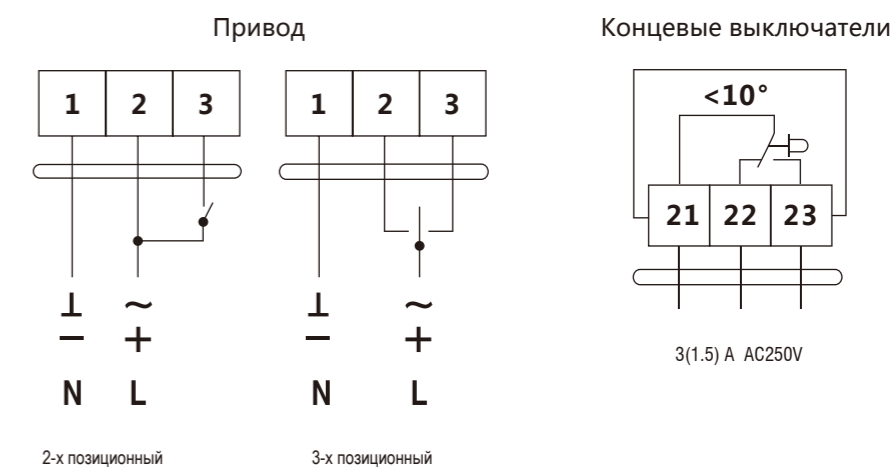 Привод
Концевые выключатели
1 2 3
1 2 3
<10°
21 22 23
⊥ ~
− +
N L
⊥ ~
− +
N L
3(1.5) A AC250V
2-х позиционный
3-х позиционный